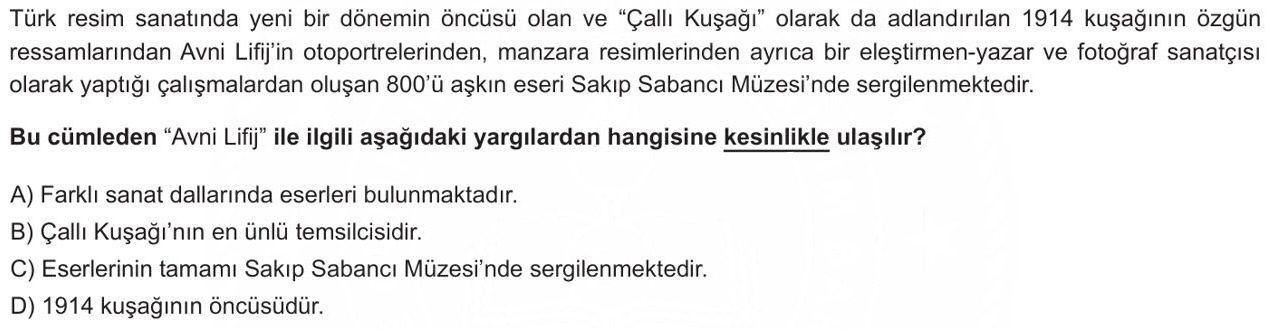 Türk resim sanatında yeni bir dönemin öncüsü olan ve “Çallı Kuşağı” olarak da adlandırılan 1914 kuşağının özgün
ressamlarından Avni Lifij’in otoportrelerinden, manzara resimlerinden ayrıca bir eleştirmen-yazar ve fotoğraf sanatçısı
olarak yaptığı çalışmalardan oluşan 800’ü aşkın eseri Sakıp Sabancı Müzesi’nde sergilenmektedir.
Bu cümleden “Avni Lifij” ile ilgili aşağıdaki yargılardan hangisine kesinlikle ulaşılır?
A) Farklı sanat dallarında eserleri bulunmaktadır.
B) Çallı Kuşağı’nın en ünlü temsilcisidir.
C) Eserlerinin tamamı Sakıp Sabancı Müzesi’nde sergilenmektedir.
D) 1914 kuşağının öncüsüdür.